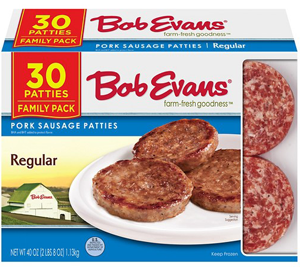 30
PATTIES
FAMILY PACK
Bob Evans®
farm-fresh goodness™
PORK SAUSAGE PATTIES | Regular
30
PATTIES
FAMILY PACK
Bob Evans®
farm-fresh goodness™
PORK SAUSAGE PATTIES
Regular
Bob Evans
Keep Frozen
NET WT 40 OZ (2 LBS 8 OZ) 1.13kg